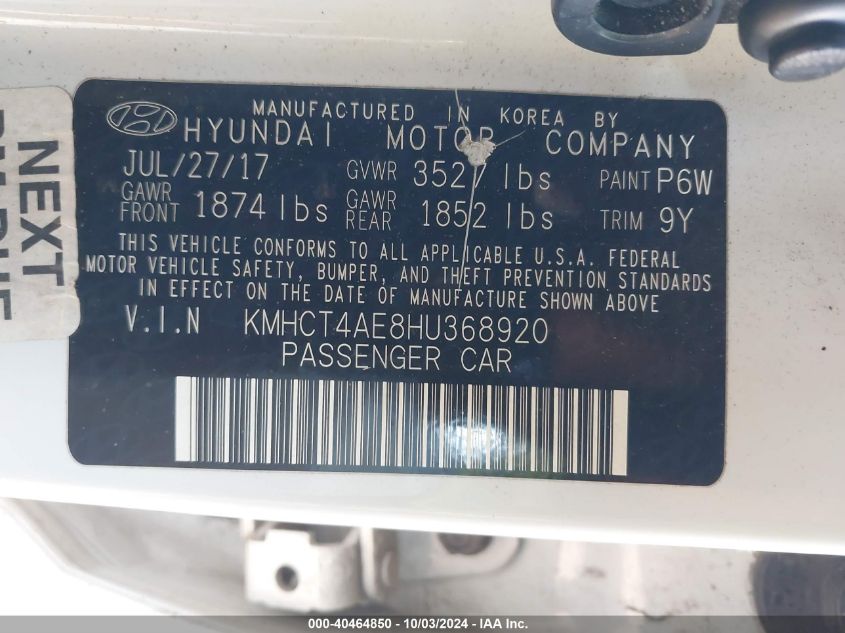 MANUFACTURED IN KOREA BY
HYUNDAI MOTOR COMPANY
JUL/27/17 GVWR 3527 lbs PAINT P6W
GAWR FRONT 1874 lbs GAWR REAR 1852 lbs TRIM 9Y
THIS VEHICLE CONFORMS TO ALL APPLICABLE U.S.A. FEDERAL
MOTOR VEHICLE SAFETY, BUMPER, AND THEFT PREVENTION STANDARDS
IN EFFECT ON THE DATE OF MANUFACTURE SHOWN ABOVE
V.I.N KMHCT4AE8HU368920
PASSENGER CAR
NEXT
000-40464850 - 10/03/2024 - IAA Inc.